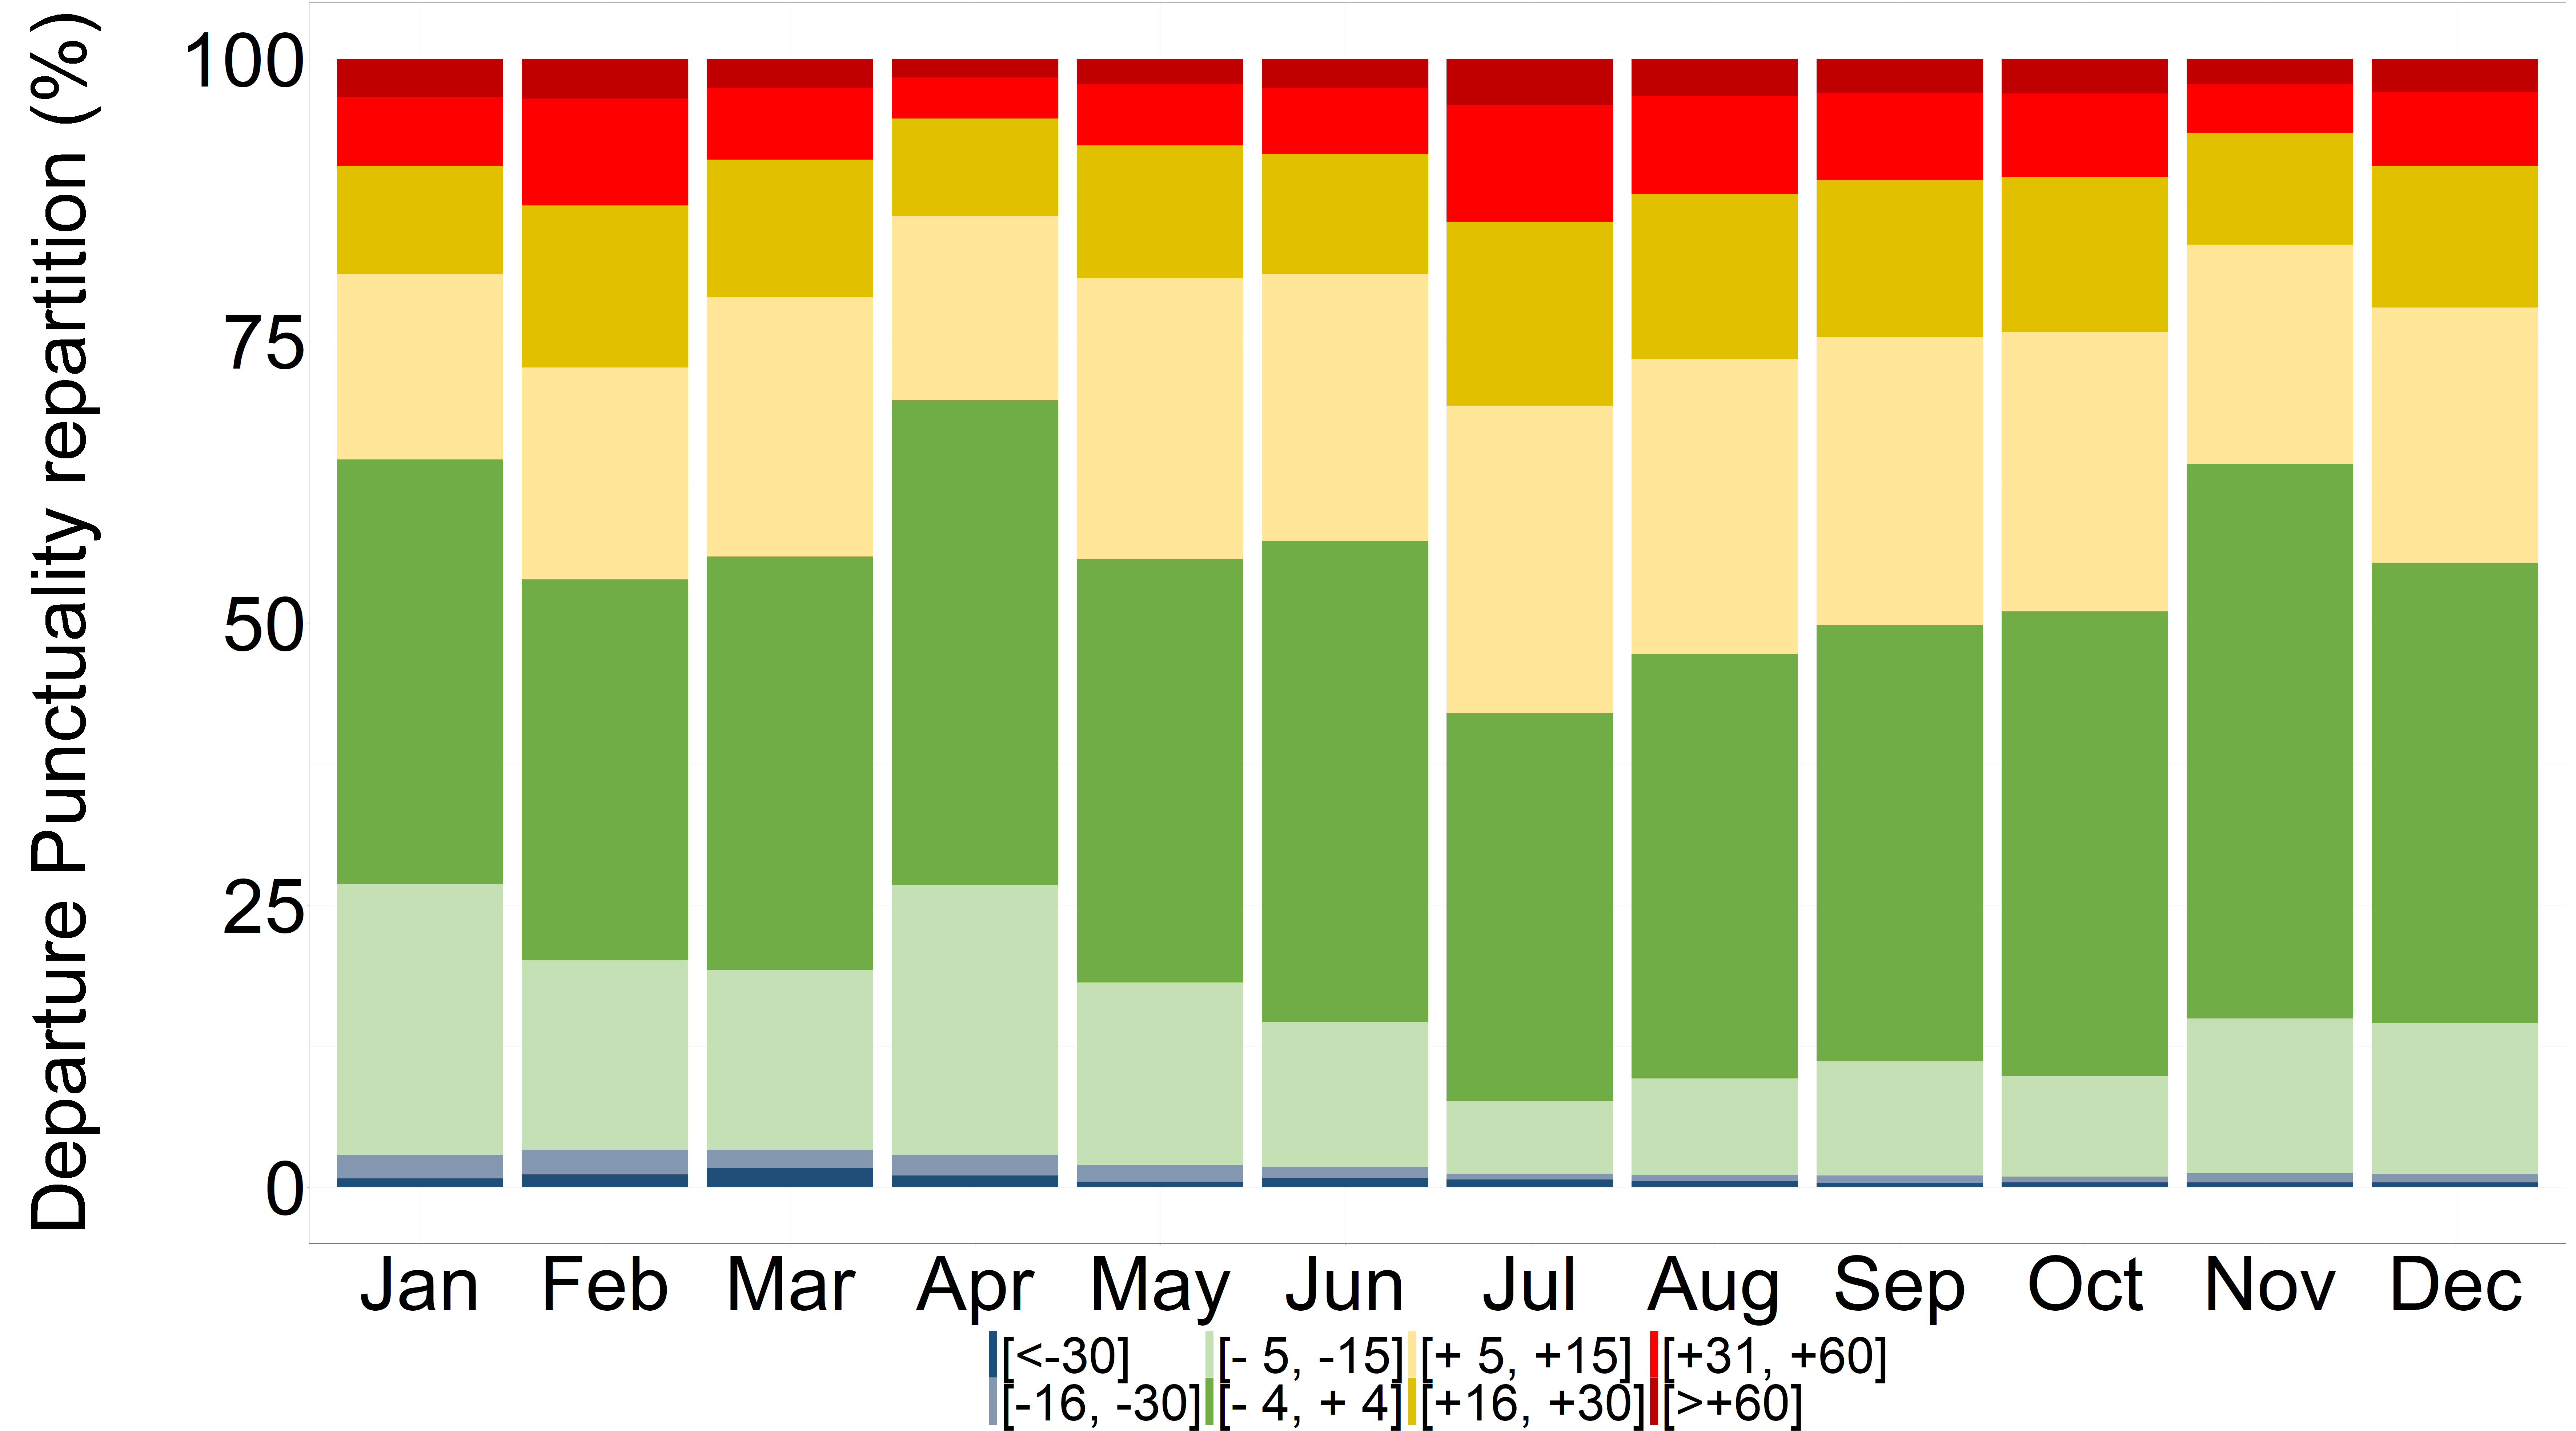 Departure Punctuality repartition (%)
100
75
50
25
0
Jan Feb Mar Apr May Jun Jul Aug Sep Oct Nov Dec
[<-30] [- 5, -15] [+ 5, +15] [+31, +60]
[-16, -30] [- 4, + 4] [+16, +30] [>+60]